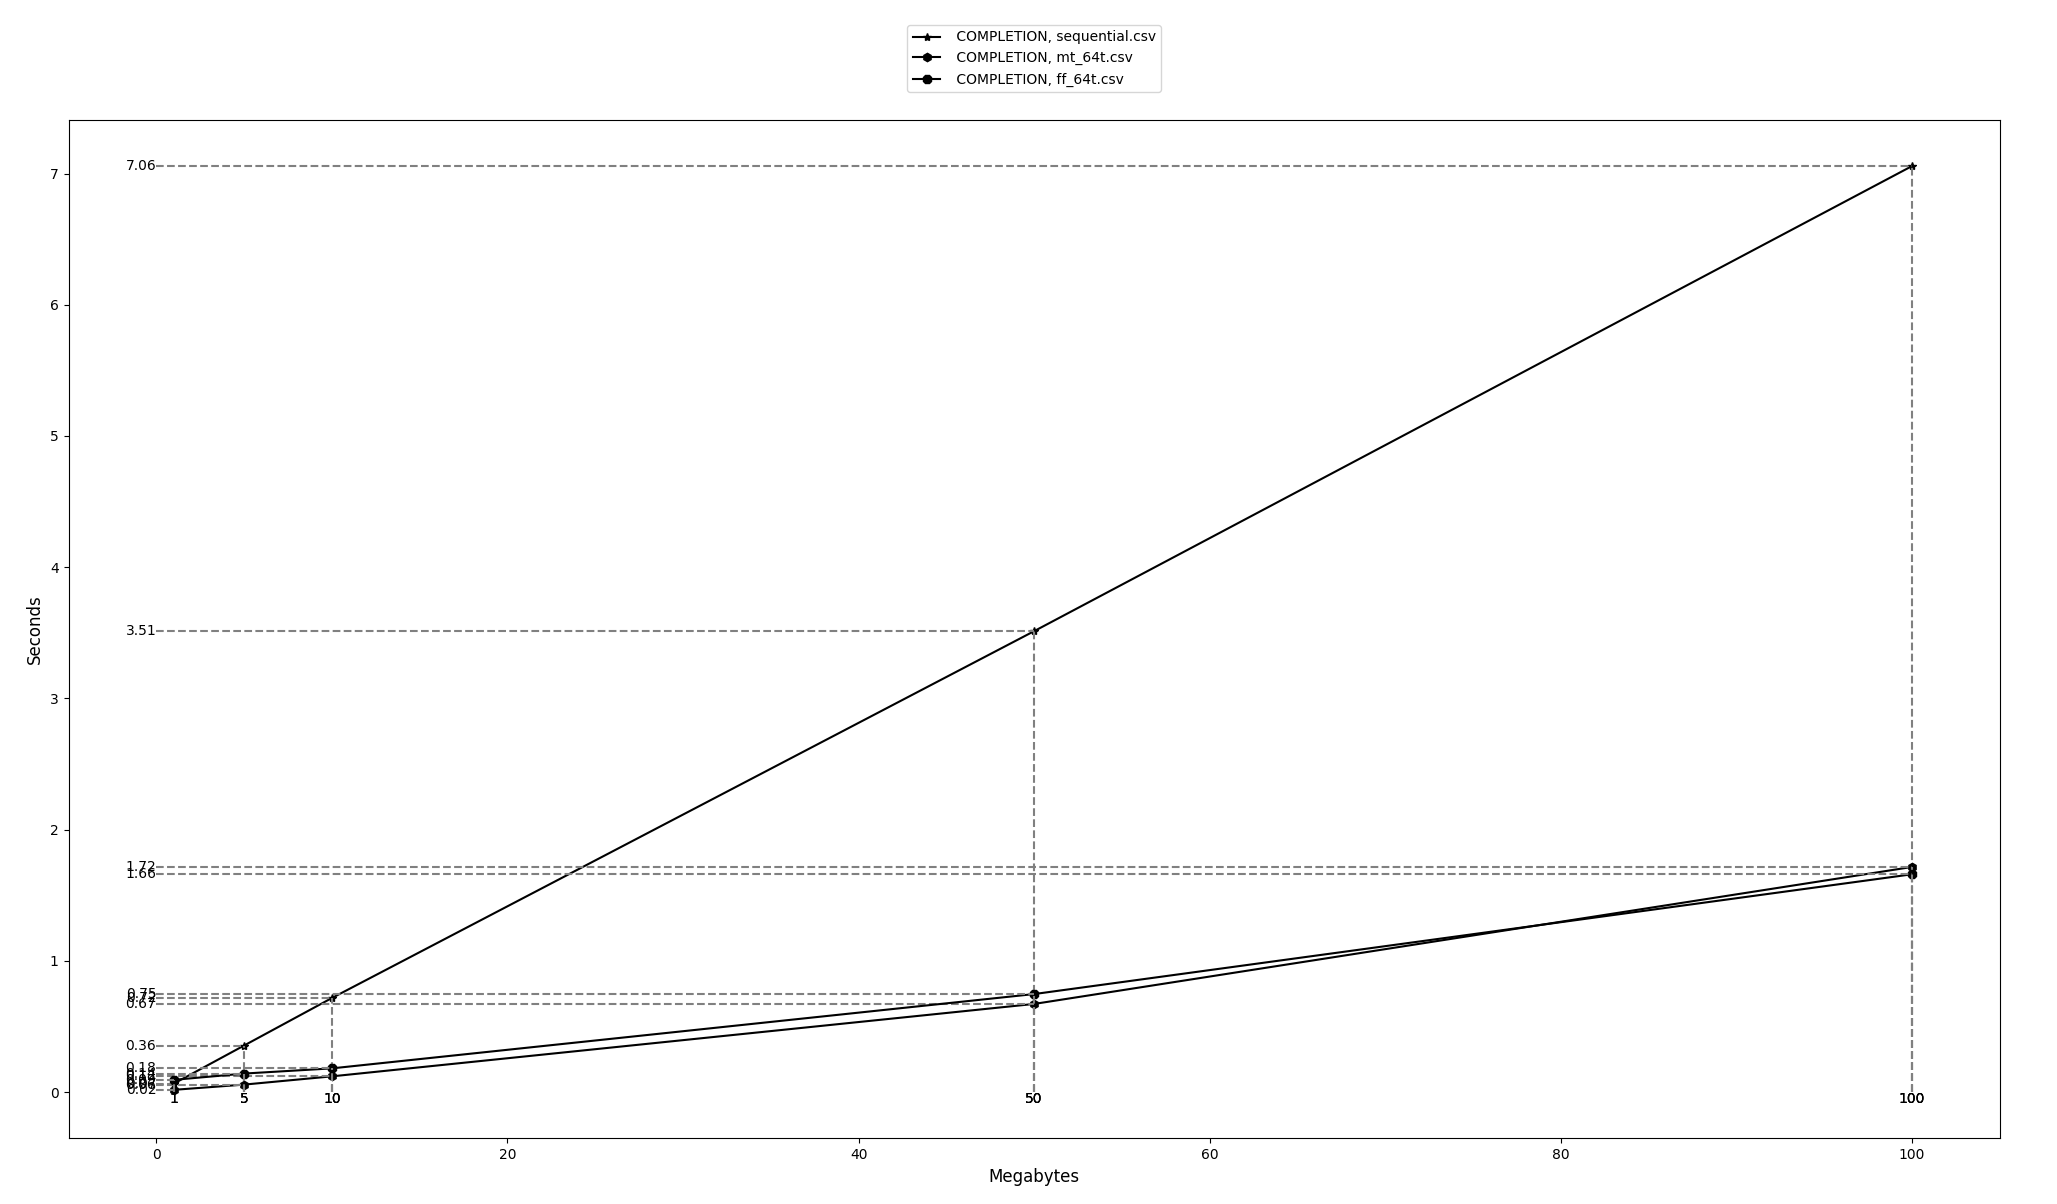 COMPLETION, sequential.csv
COMPLETION, mt_64t.csv
COMPLETION, ff_64t.csv
7.06
7
6
5
4
3.51
3
2
1.72
1.66
1
0.75
0.72
0.67
0.36
0.18
0.02
0
1 5 10 50 100
0 20 40 60 80 100
Seconds
Megabytes